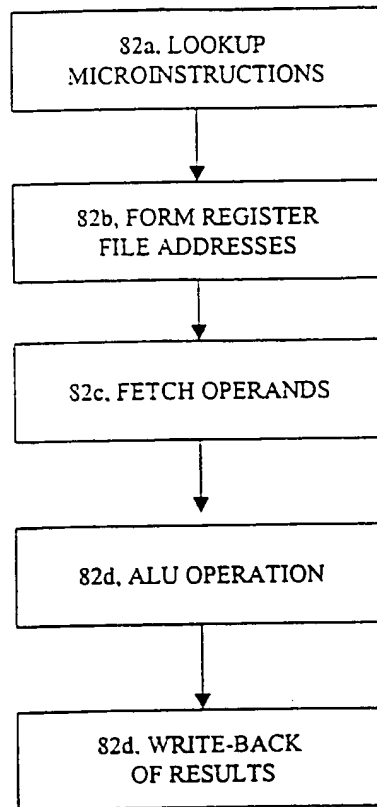 82a. LOOKUP
MICROINSTRUCTIONS
82b, FORM REGISTER
FILE ADDRESSES
82c, FETCH OPERANDS
82d, ALU OPERATION
82d, WRITE-BACK
OF RESULTS